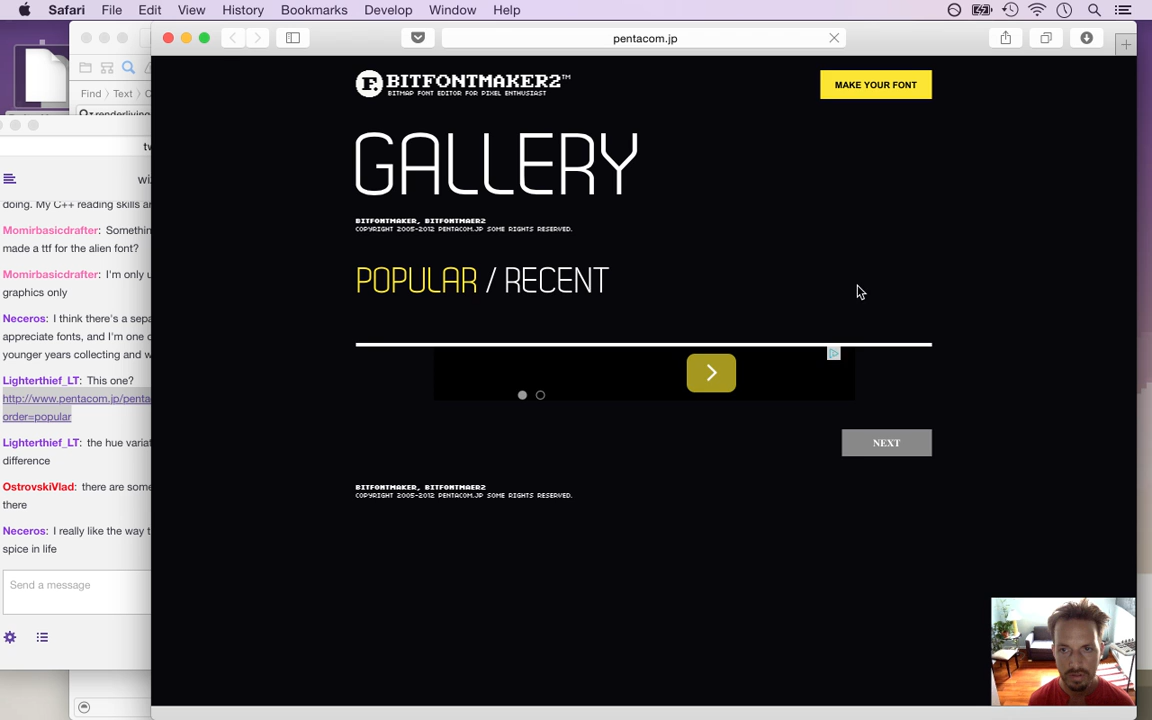 Safari File Edit View History Bookmarks Develop Window Help
pentacom.jp
Find Text
renderliving
BITFONTMAKER2™
BITMAP FONT EDITOR FOR PIXEL ENTHUSIAST
MAKE YOUR FONT
GALLERY
BITFONTMAKER, BITFONTMAER2
COPYRIGHT 2005-2012 PENTACOM.JP SOME RIGHTS RESERVED.
POPULAR / RECENT
NEXT
BITFONTMAKER, BITFONTMAER2
COPYRIGHT 2005-2012 PENTACOM.JP SOME RIGHTS RESERVED.
doing. My C++ reading skills
Momirbasicdrafter: Somethin
made a ttf for the alien font?
Momirbasicdrafter: I'm only u
graphics only
Neceros: I think there's a sepa
appreciate fonts, and I'm one
younger years collecting and w
Lighterthief_LT: This one?
http://www.pentacom.jp/penta
order=popular
Lighterthief_LT: the hue variat
difference
OstrovskiVlad: there are some
there
Neceros: I really like the way t
spice in life
Send a message